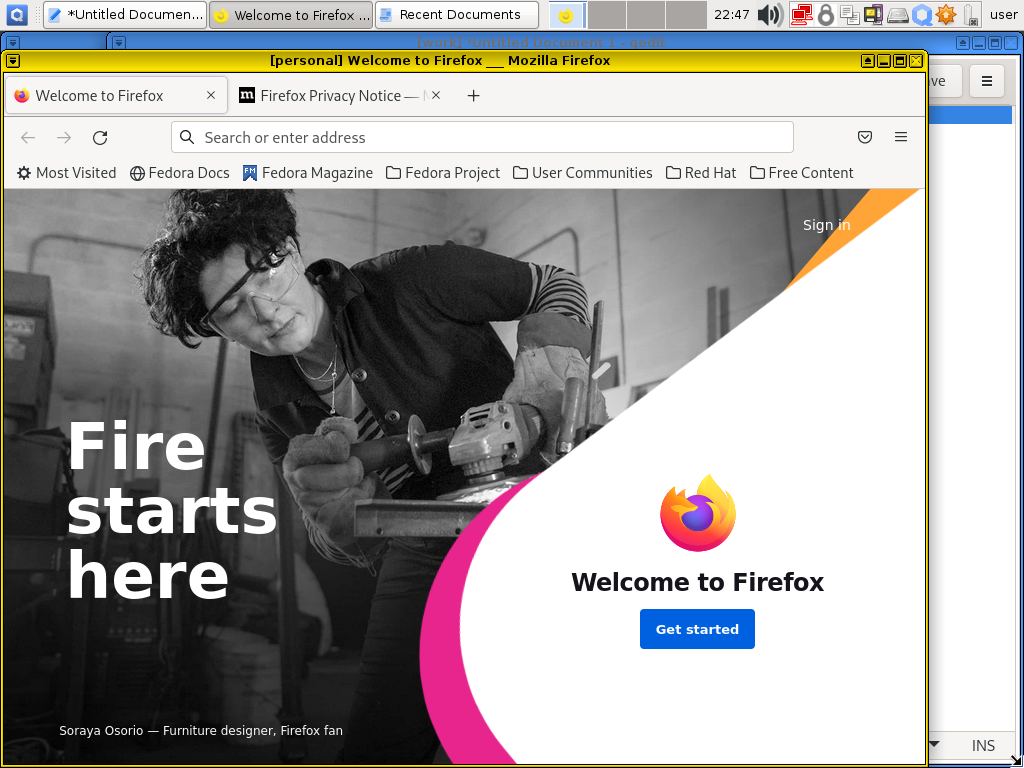 *Untitled Documen...
Welcome to Firefox ...
Recent Documents
22:47
user
[work] *Untitled Document 1 - gedit
[personal] Welcome to Firefox __ Mozilla Firefox
Welcome to Firefox
Firefox Privacy Notice —
Search or enter address
Most Visited
Fedora Docs
Fedora Magazine
Fedora Project
User Communities
Red Hat
Free Content
Sign in
Fire
starts
here
Welcome to Firefox
Get started
Soraya Osorio — Furniture designer, Firefox fan
INS